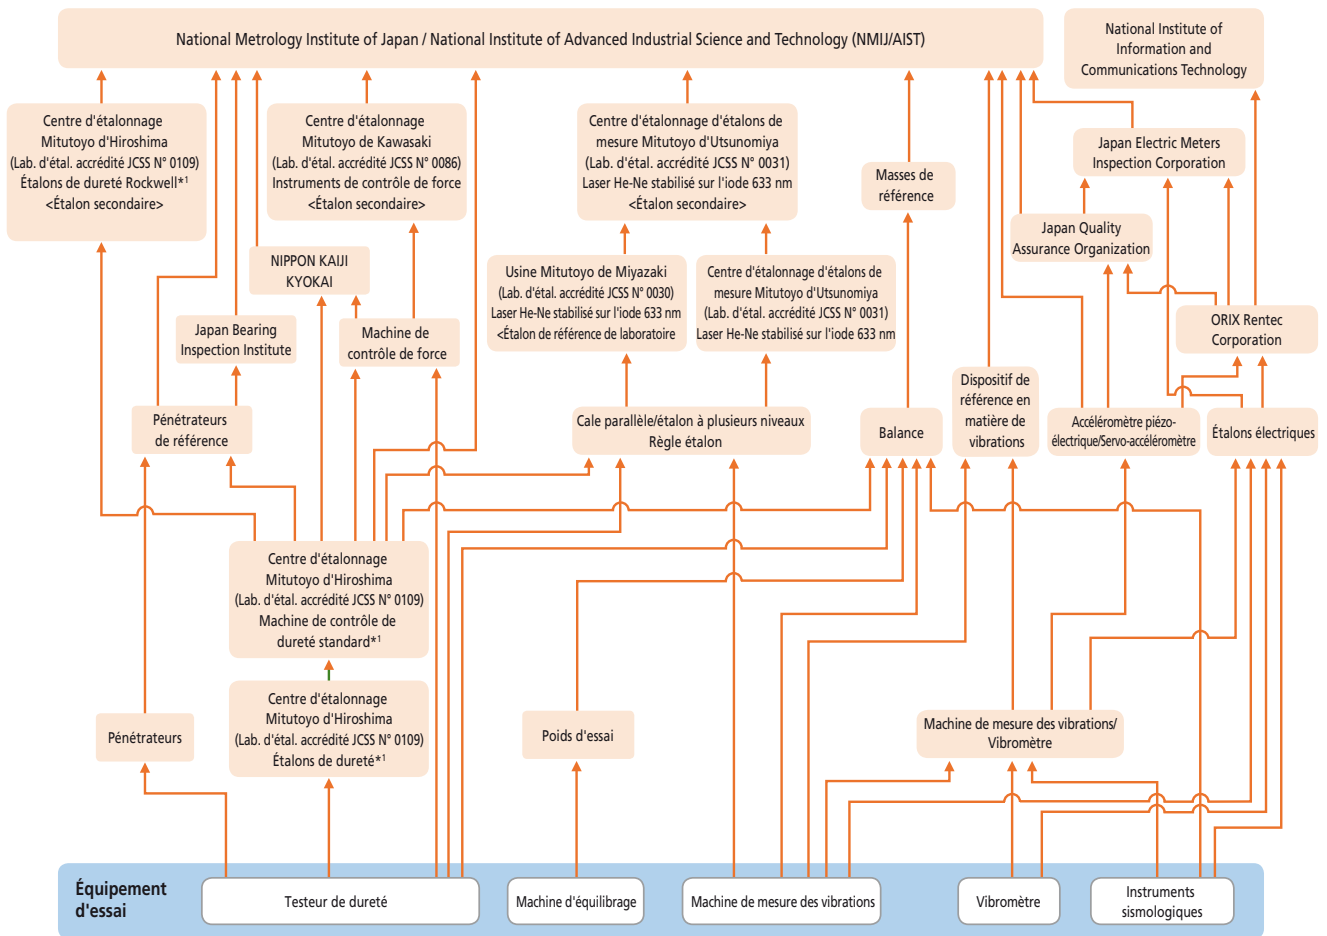 National Metrology Institute of Japan / National Institute of Advanced Industrial Science and Technology (NMIJ/AIST)
National Institute of
Information and
Communications Technology
Centre d'étalonnage
Mitutoyo d'Hiroshima
(Lab. d'étal. accrédité JCSS N° 0109)
Étalons de dureté Rockwell*1
<Étalon secondaire>
Centre d'étalonnage
Mitutoyo de Kawasaki
(Lab. d'étal. accrédité JCSS N° 0086)
Instruments de contrôle de force
<Étalon secondaire>
Centre d'étalonnage d'étalons de
mesure Mitutoyo d'Utsunomiya
(Lab. d'étal. accrédité JCSS N° 0031)
Laser He-Ne stabilisé sur l'iode 633 nm
<Étalon secondaire>
Masses de
référence
Japan Electric Meters
Inspection Corporation
Japan Quality
Assurance Organization
NIPPON KAIJI
KYOKAI
Usine Mitutoyo de Miyazaki
(Lab. d'étal. accrédité JCSS N° 0030)
Laser He-Ne stabilisé sur l'iode 633 nm
<Étalon de référence de laboratoire
Centre d'étalonnage d'étalons de
mesure Mitutoyo d'Utsunomiya
(Lab. d'étal. accrédité JCSS N° 0031)
Laser He-Ne stabilisé sur l'iode 633 nm
ORIX Rentec
Corporation
Japan Bearing
Inspection Institute
Machine de
contrôle de force
Pénétrateurs
de référence
Cale parallèle/étalon à plusieurs niveaux
Règle étalon
Balance
Dispositif de
référence en
matière de
vibrations
Accéléromètre piézo-
électrique/Servo-accéléromètre
Étalons électriques
Centre d'étalonnage
Mitutoyo d'Hiroshima
(Lab. d'étal. accrédité JCSS N° 0109)
Machine de contrôle de
dureté standard*1
Pénétrateurs
Centre d'étalonnage
Mitutoyo d'Hiroshima
(Lab. d'étal. accrédité JCSS N° 0109)
Étalons de dureté*1
Poids d'essai
Machine de mesure des vibrations/
Vibromètre
Équipement
d'essai
Testeur de dureté
Machine d'équilibrage
Machine de mesure des vibrations
Vibromètre
Instruments
sismologiques